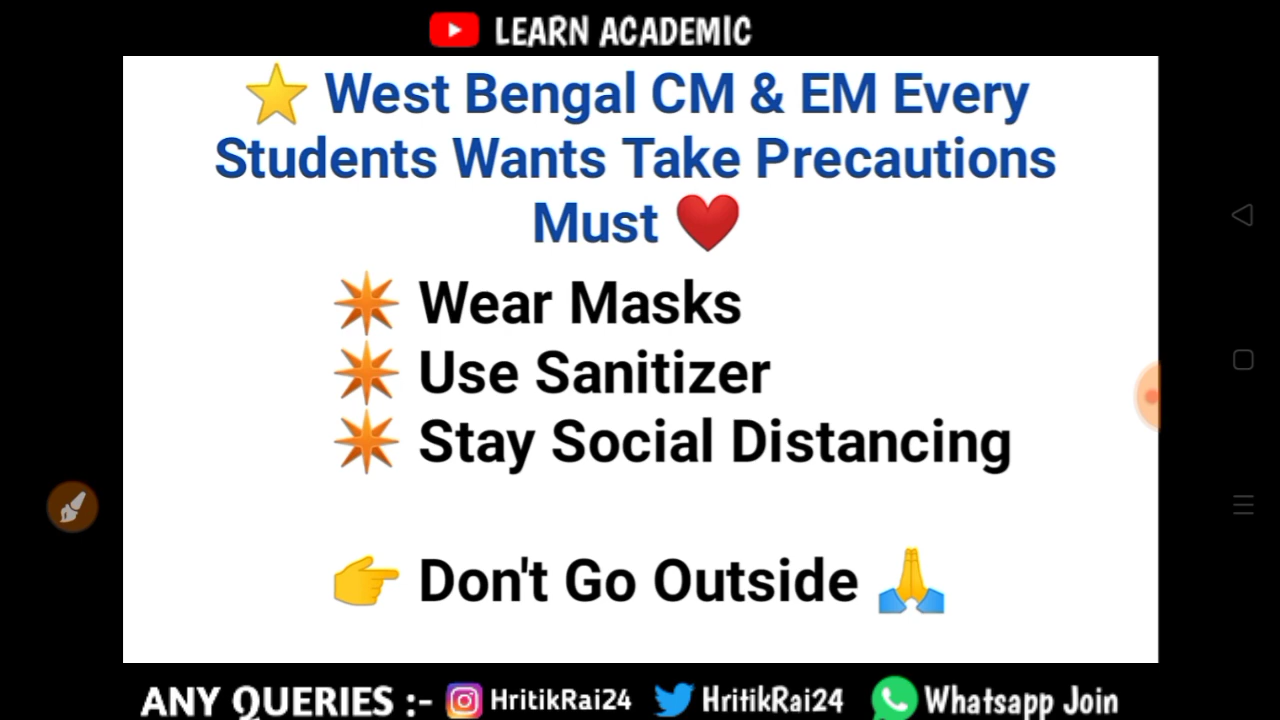 LEARN ACADEMIC
⭐ West Bengal CM & EM Every
Students Wants Take Precautions
Must ❤️
✴ Wear Masks
✴ Use Sanitizer
✴ Stay Social Distancing
👉 Don't Go Outside 🙏
ANY QUERIES :- HritikRai24 HritikRai24 Whatsapp Join